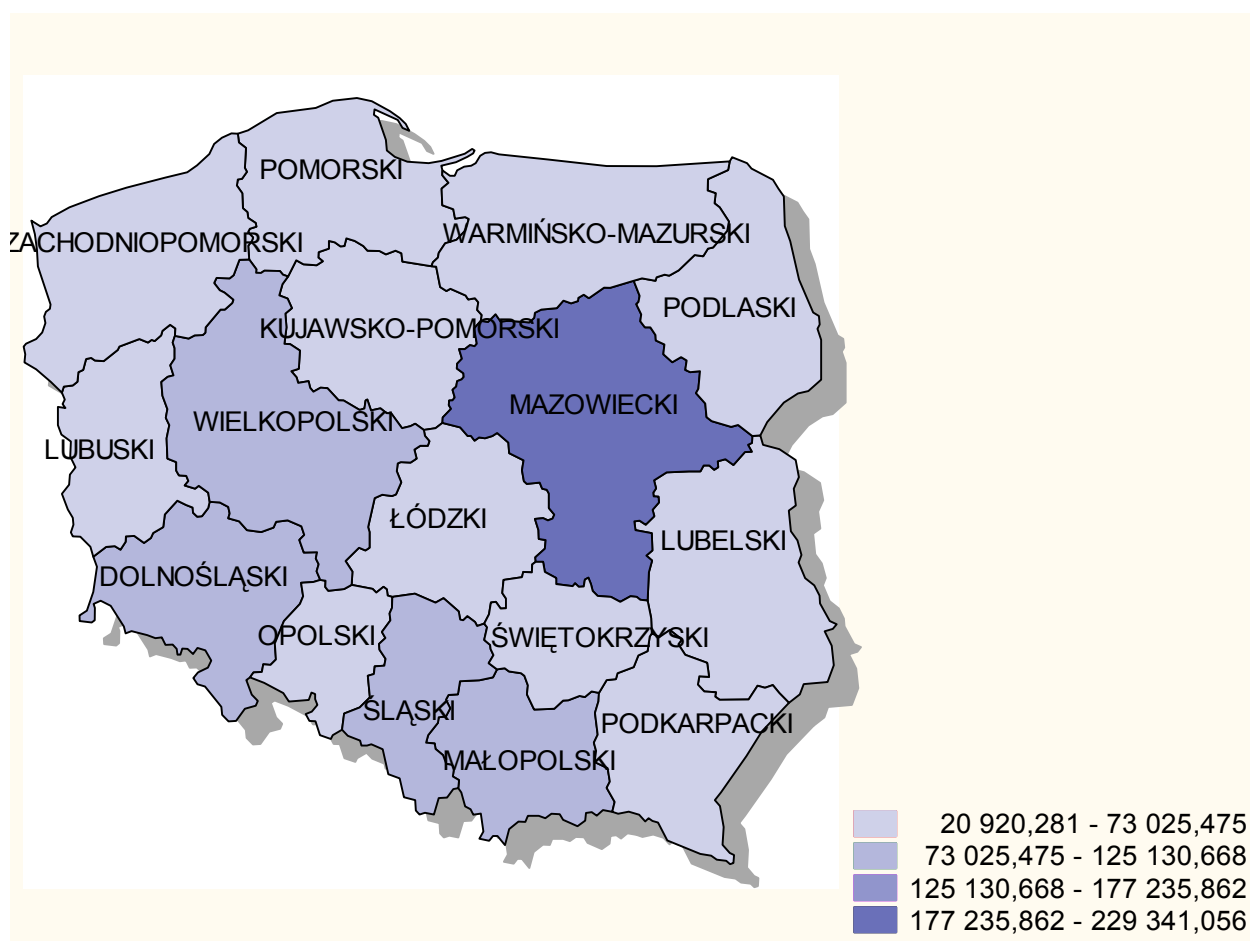 POMORSKI
WARMIŃSKO-MAZURSKI
ZACHODNIOPOMORSKI
PODLASKI
KUJAWSKO-POMORSKI
MAZOWIECKI
WIELKOPOLSKI
LUBUSKI
ŁÓDZKI
LUBELSKI
DOLNOŚLĄSKI
OPOLSKI
ŚWIĘTOKRZYSKI
ŚLĄSKI
PODKARPACKI
MAŁOPOLSKI
20 920,281 - 73 025,475
73 025,475 - 125 130,668
125 130,668 - 177 235,862
177 235,862 - 229 341,056